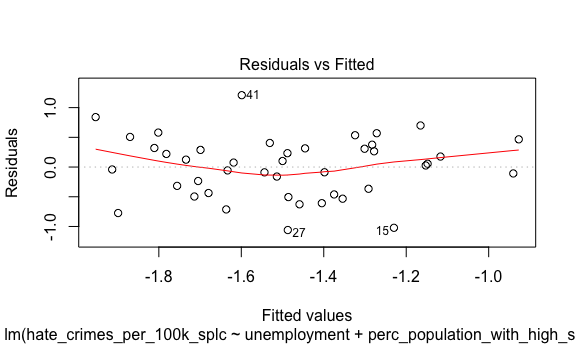 Residuals vs Fitted
Residuals
1.0
0.0
-1.0
41
27
15
-1.8
-1.6
-1.4
-1.2
-1.0
Fitted values
lm(hate_crimes_per_100k_splc ~ unemployment + perc_population_with_high_s